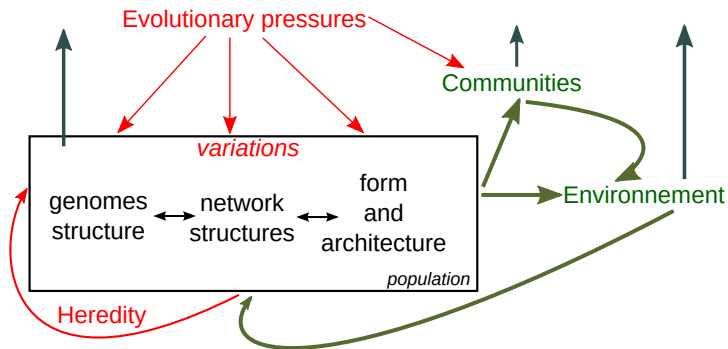 Evolutionary pressures
Communities
variations
genomes
structure
network
structures
form
and
architecture
Environnement
population
Heredity